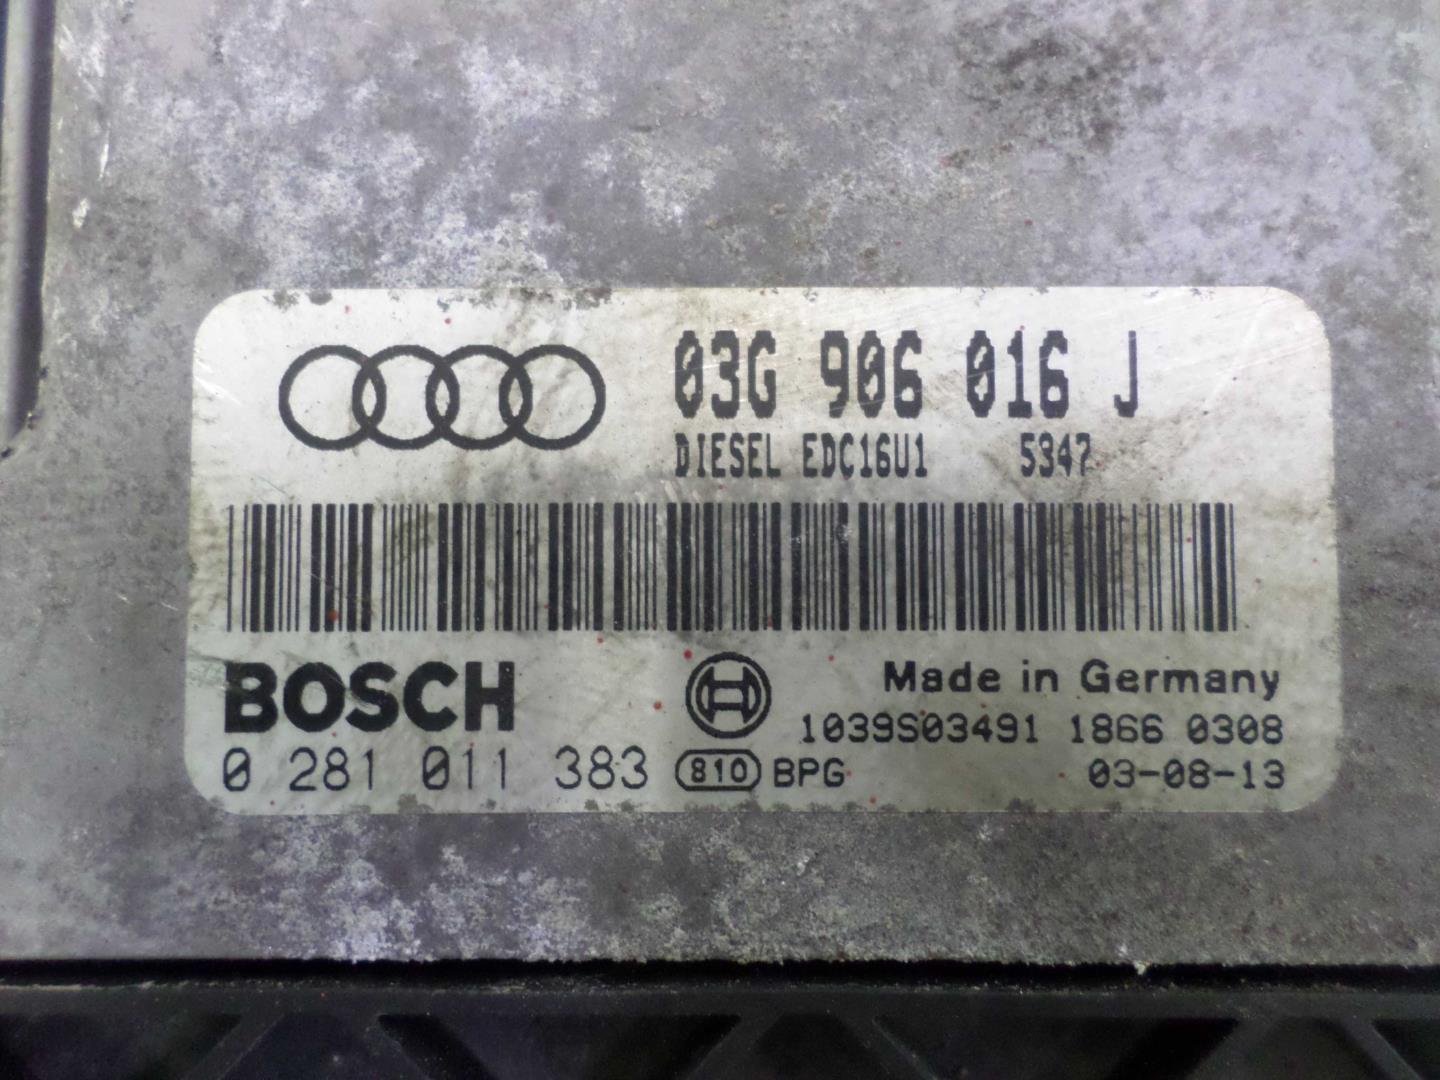 03G 906 016 J
DIESEL EDC16U1 5347
BOSCH
Made in Germany
1039S03491 1866 0308
0 281 011 383 810 BPG 03-08-13